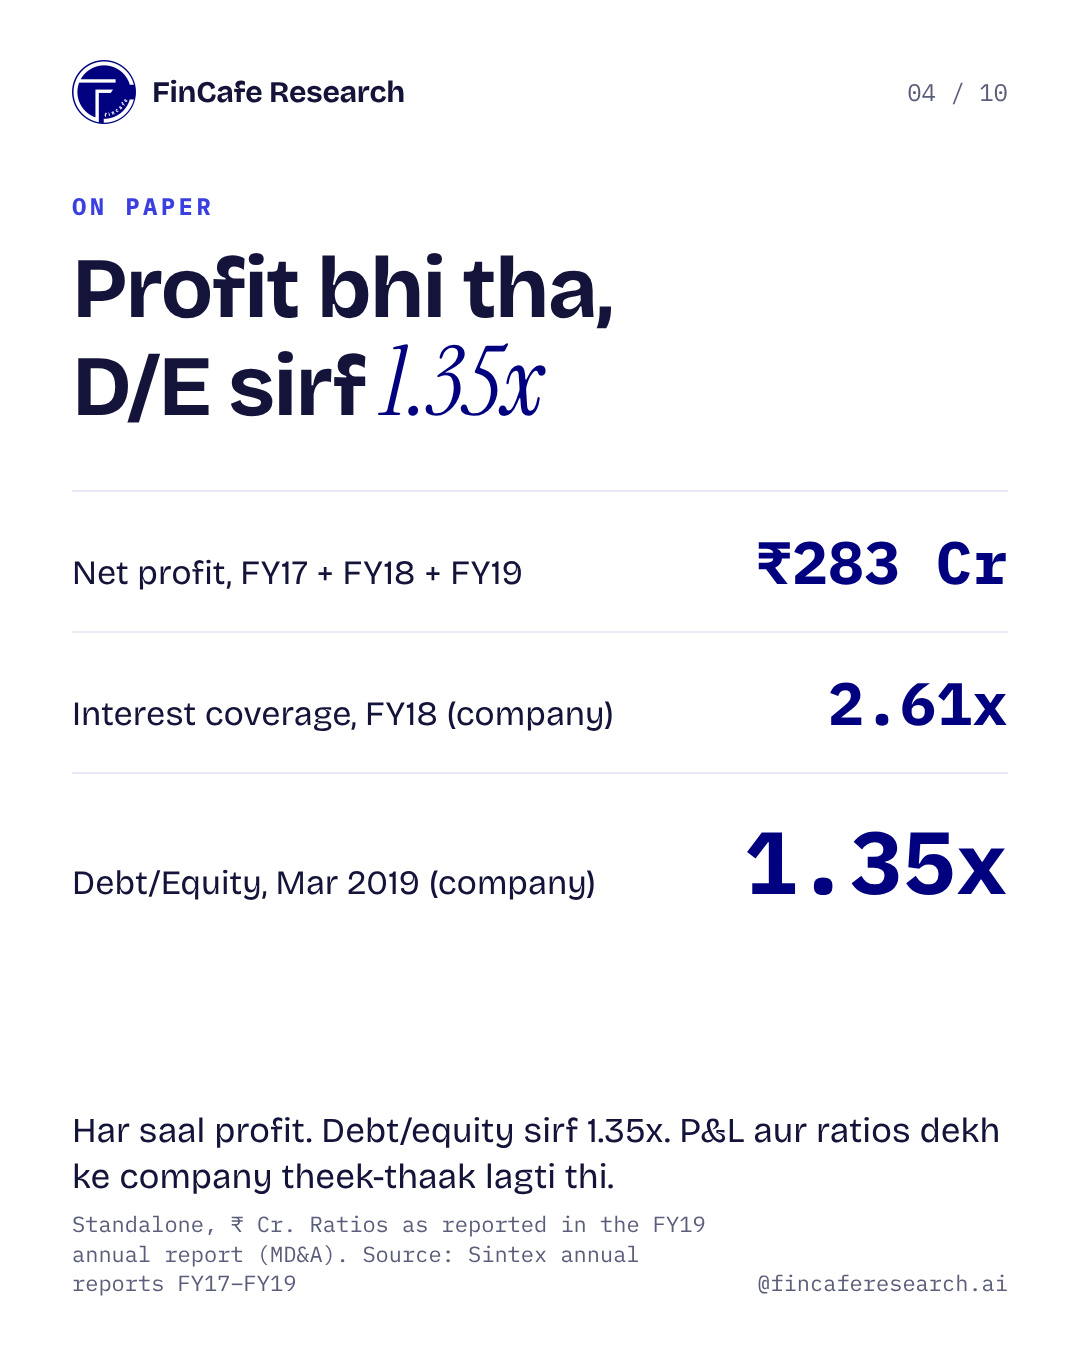 FinCafe Research
04 / 10
ON PAPER
Profit bhi tha,
D/E sirf 1.35x
Net profit, FY17 + FY18 + FY19
₹283 Cr
Interest coverage, FY18 (company)
2.61x
Debt/Equity, Mar 2019 (company)
1.35x
Har saal profit. Debt/equity sirf 1.35x. P&L aur ratios dekh
ke company theek-thaak lagti thi.
Standalone, ₹ Cr. Ratios as reported in the FY19
annual report (MD&A). Source: Sintex annual
reports FY17–FY19
@fincaferesearch.ai